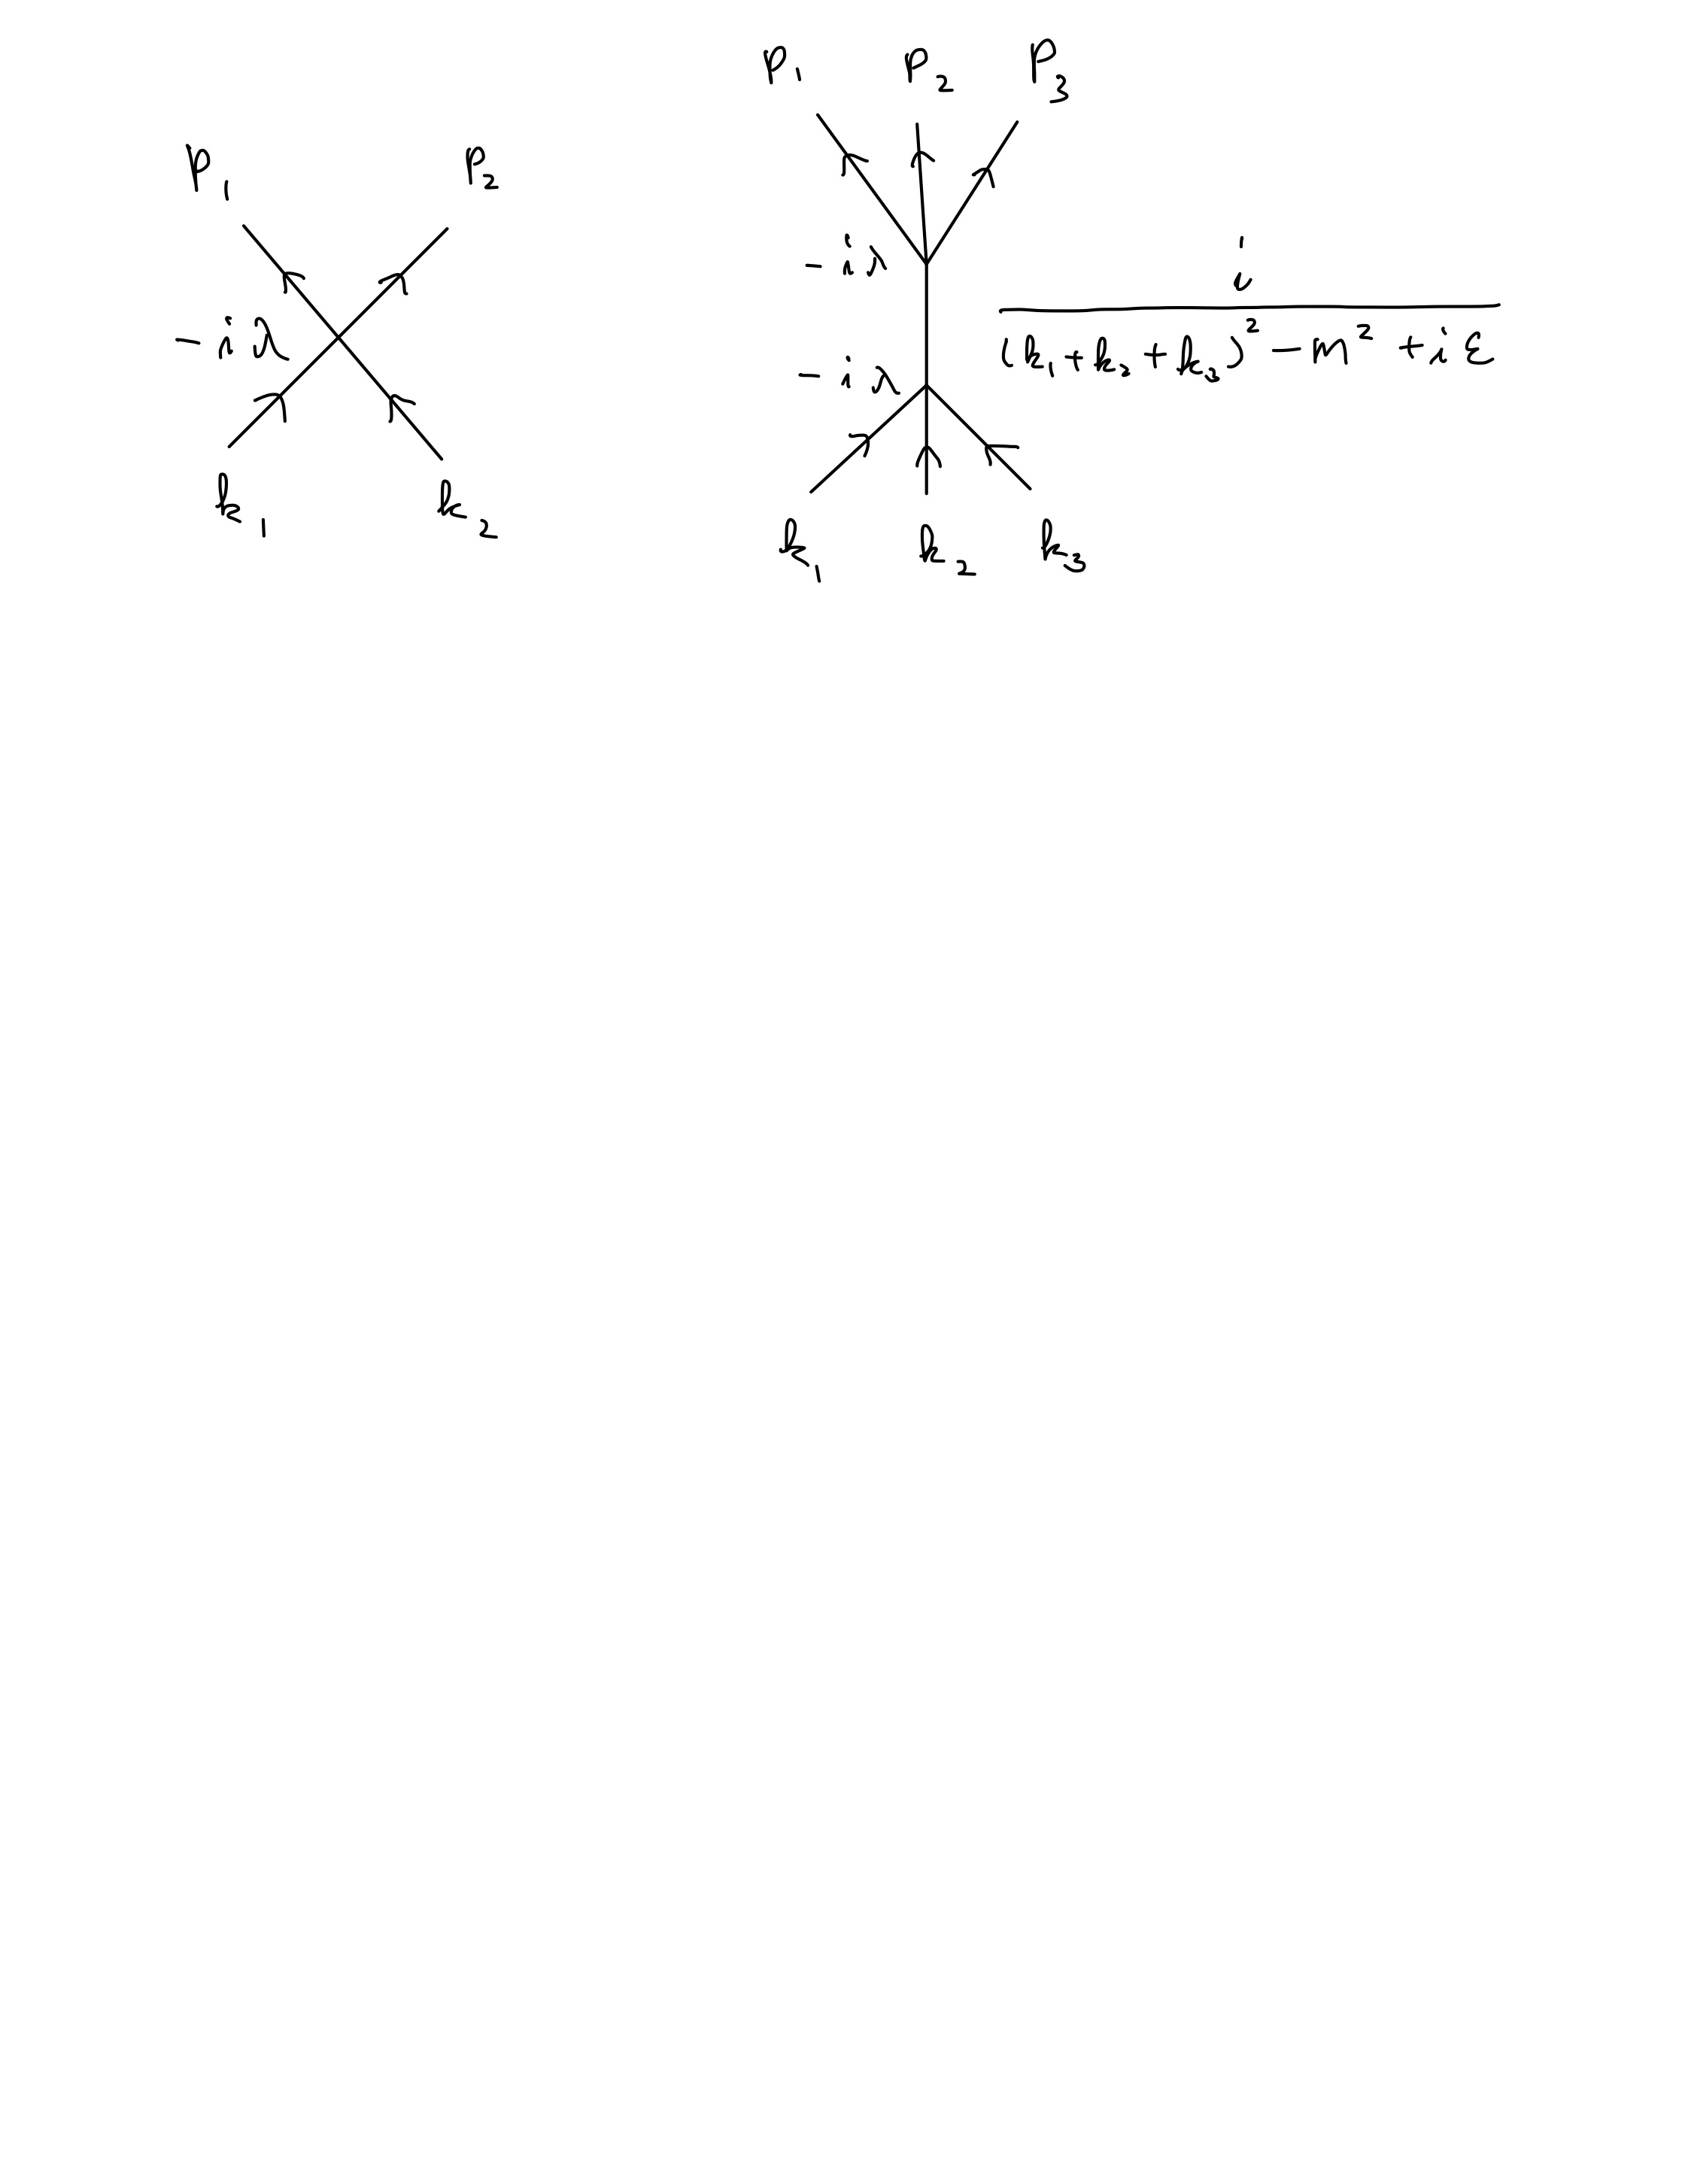 p₁ p₂
-iλ
k₁ k₂
p₁ p₂ p₃
-iλ
-iλ
k₁ k₂ k₃
i
(k₁+k₂+k₃)²-m²+iε